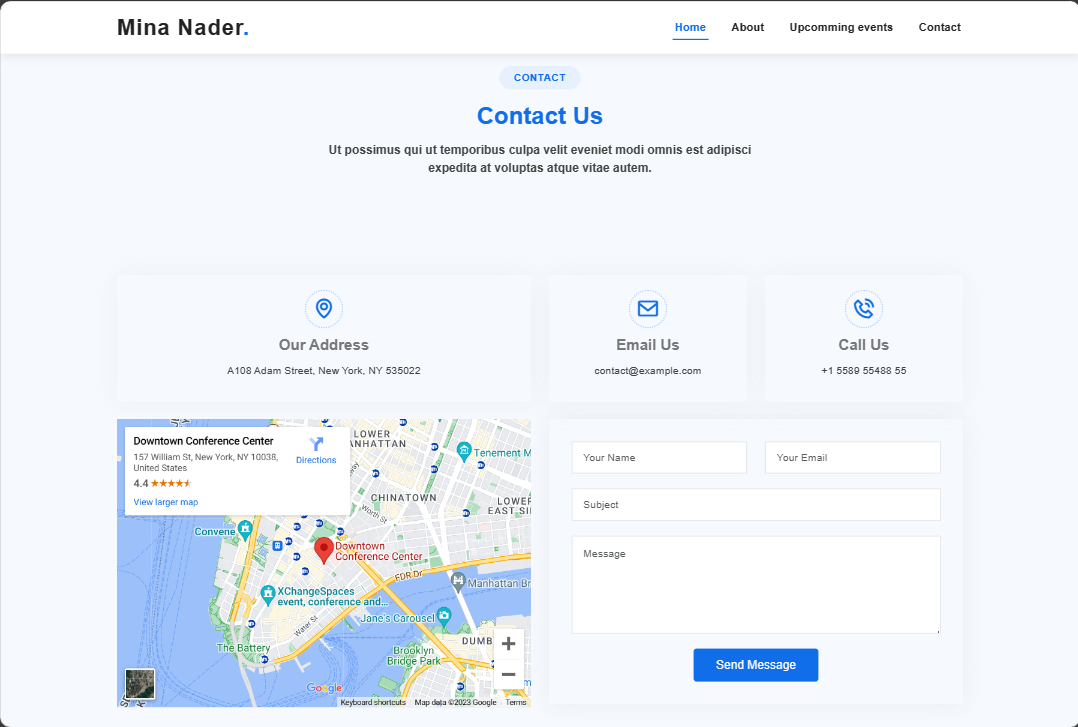 Mina Nader.
Home
About
Upcomming events
Contact
CONTACT
Contact Us
Ut possimus qui ut temporibus culpa velit eveniet modi omnis est adipisci
expedita at voluptas atque vitae autem.
Our Address
A108 Adam Street, New York, NY 535022
Email Us
contact@example.com
Call Us
+1 5589 55488 55
Downtown Conference Center
157 William St, New York, NY 10038,
United States
4.4
View larger map
Directions
LOWER
MANHATTAN
Tenement M
CHINATOWN
LOWER
EAST SI
Worth St
Convene
Downtown
Conference Center
FDR Dr
Manhattan Br
XChangeSpaces
event, conference and...
Jane's Carousel
Water St
DUMB
The Battery
Brooklyn
Bridge Park
Google
Keyboard shortcuts
Map data ©2023 Google
Terms
Your Name
Your Email
Subject
Message
Send Message